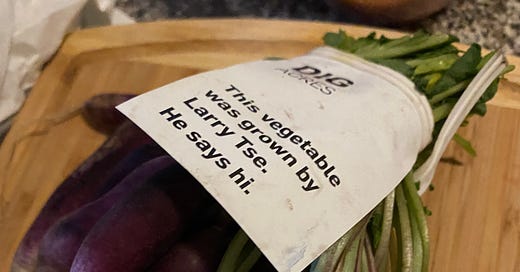 DIG
ACRES
This vegetable
was grown by
Larry Tse.
He says hi.